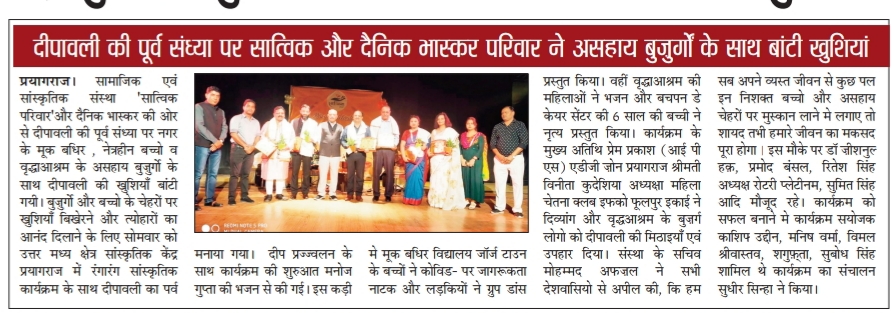 दीपावली की पूर्व संध्या पर सात्विक और दैनिक भास्कर परिवार ने असहाय बुजुर्गों के साथ बांटी खुशियां
प्रयागराज। सामाजिक एवं
सांस्कृतिक संस्था 'सात्विक
परिवार'और दैनिक भास्कर की ओर
से दीपावली की पूर्व संध्या पर नगर
के मूक बधिर , नेत्रहीन बच्चो व
वृद्धाआश्रम के असहाय बुजुर्गो के
साथ दीपावली की खुशियाँ बांटी
गयी। बुजुर्गों और बच्चो के चेहरों पर
खुशियाँ बिखेरने और त्योहारों का
आनंद दिलाने के लिए सोमवार को
उत्तर मध्य क्षेत्र सांस्कृतिक केंद्र
प्रयागराज में रंगारंग सांस्कृतिक
कार्यक्रम के साथ दीपावली का पर्व
मनाया गया। दीप प्रज्ज्वलन के
साथ कार्यक्रम की शुरुआत मनोज
गुप्ता की भजन से की गई। इस कड़ी
मे मूक बधिर विद्यालय जॉर्ज टाउन
के बच्चों ने कोविड- पर जागरूकता
नाटक और लड़कियों ने ग्रुप डांस
प्रस्तुत किया। वहीं वृद्धाआश्रम की
महिलाओं ने भजन और बचपन डे
केयर सेंटर की 6 साल की बच्ची ने
नृत्य प्रस्तुत किया। कार्यक्रम के
मुख्य अतिथि प्रेम प्रकाश (आई पी
एस) एडीजी जोन प्रयागराज श्रीमती
विनीता कुदेशिया अध्यक्षा महिला
चेतना क्लब इफको फूलपुर इकाई ने
दिव्यांग और वृद्धआश्रम के बुजर्ग
लोगो को दीपावली की मिठाइयाँ एवं
उपहार दिया। संस्था के सचिव
मोहम्मद अफजल ने सभी
देशवासियो से अपील की, कि हम
सब अपने व्यस्त जीवन से कुछ पल
इन निशक्त बच्चो और असहाय
चेहरों पर मुस्कान लाने मे लगाए तो
शायद तभी हमारे जीवन का मकसद
पूरा होगा। इस मौके पर डॉ जीशनुल
हक़, प्रमोद बंसल, रितेश सिंह
अध्यक्ष रोटरी प्लेटीनम, सुमित सिंह
आदि मौजूद रहे। कार्यक्रम को
सफल बनाने मे कार्यक्रम सयोजक
काशिफ उद्दीन, मनिष वर्मा, विमल
श्रीवास्तव, शगुफ़्ता, सुबोध सिंह
शामिल थे कार्यक्रम का संचालन
सुधीर सिन्हा ने किया।